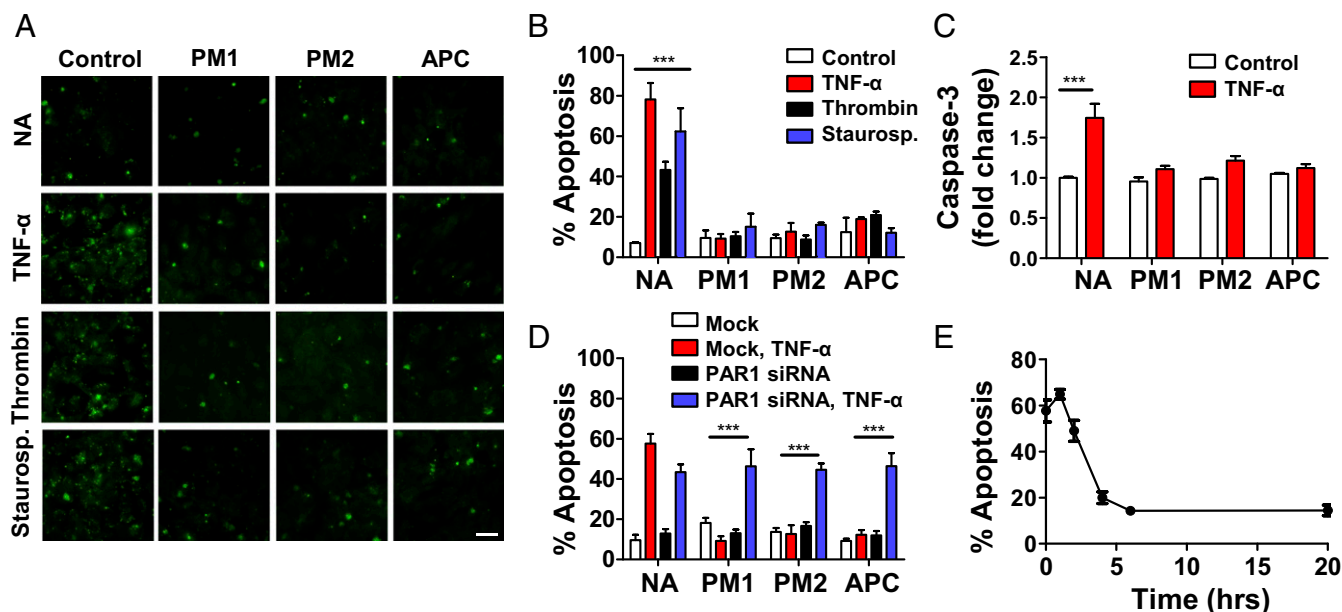 A
Control PM1 PM2 APC
NA
TNF-α
Thrombin
Staurosp.
B
% Apoptosis
100
80
60
40
20
0
***
Control
TNF-α
Thrombin
Staurosp.
NA PM1 PM2 APC
C
Caspase-3
(fold change)
2.5
2.0
1.5
1.0
0.5
0.0
***
Control
TNF-α
NA PM1 PM2 APC
D
Mock
Mock, TNF-α
PAR1 siRNA
PAR1 siRNA, TNF-α
% Apoptosis
100
80
60
40
20
0
*** *** ***
NA PM1 PM2 APC
E
% Apoptosis
80
60
40
20
0
0 5 10 15 20
Time (hrs)